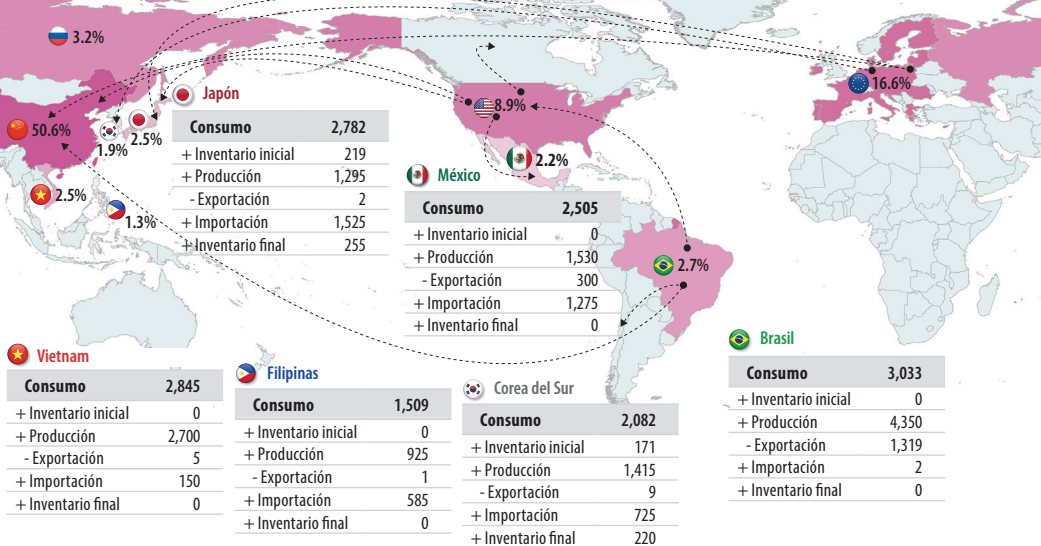 3.2%
50.6%
1.9%
2.5%
2.5%
1.3%
8.9%
2.2%
2.7%
16.6%
Japón
Consumo 2,782
+ Inventario inicial 219
+ Producción 1,295
- Exportación 2
+ Importación 1,525
+ Inventario final 255
México
Consumo 2,505
+ Inventario inicial 0
+ Producción 1,530
- Exportación 300
+ Importación 1,275
+ Inventario final 0
Vietnam
Consumo 2,845
+ Inventario inicial 0
+ Producción 2,700
- Exportación 5
+ Importación 150
+ Inventario final 0
Filipinas
Consumo 1,509
+ Inventario inicial 0
+ Producción 925
- Exportación 1
+ Importación 585
+ Inventario final 0
Corea del Sur
Consumo 2,082
+ Inventario inicial 171
+ Producción 1,415
- Exportación 9
+ Importación 725
+ Inventario final 220
Brasil
Consumo 3,033
+ Inventario inicial 0
+ Producción 4,350
- Exportación 1,319
+ Importación 2
+ Inventario final 0